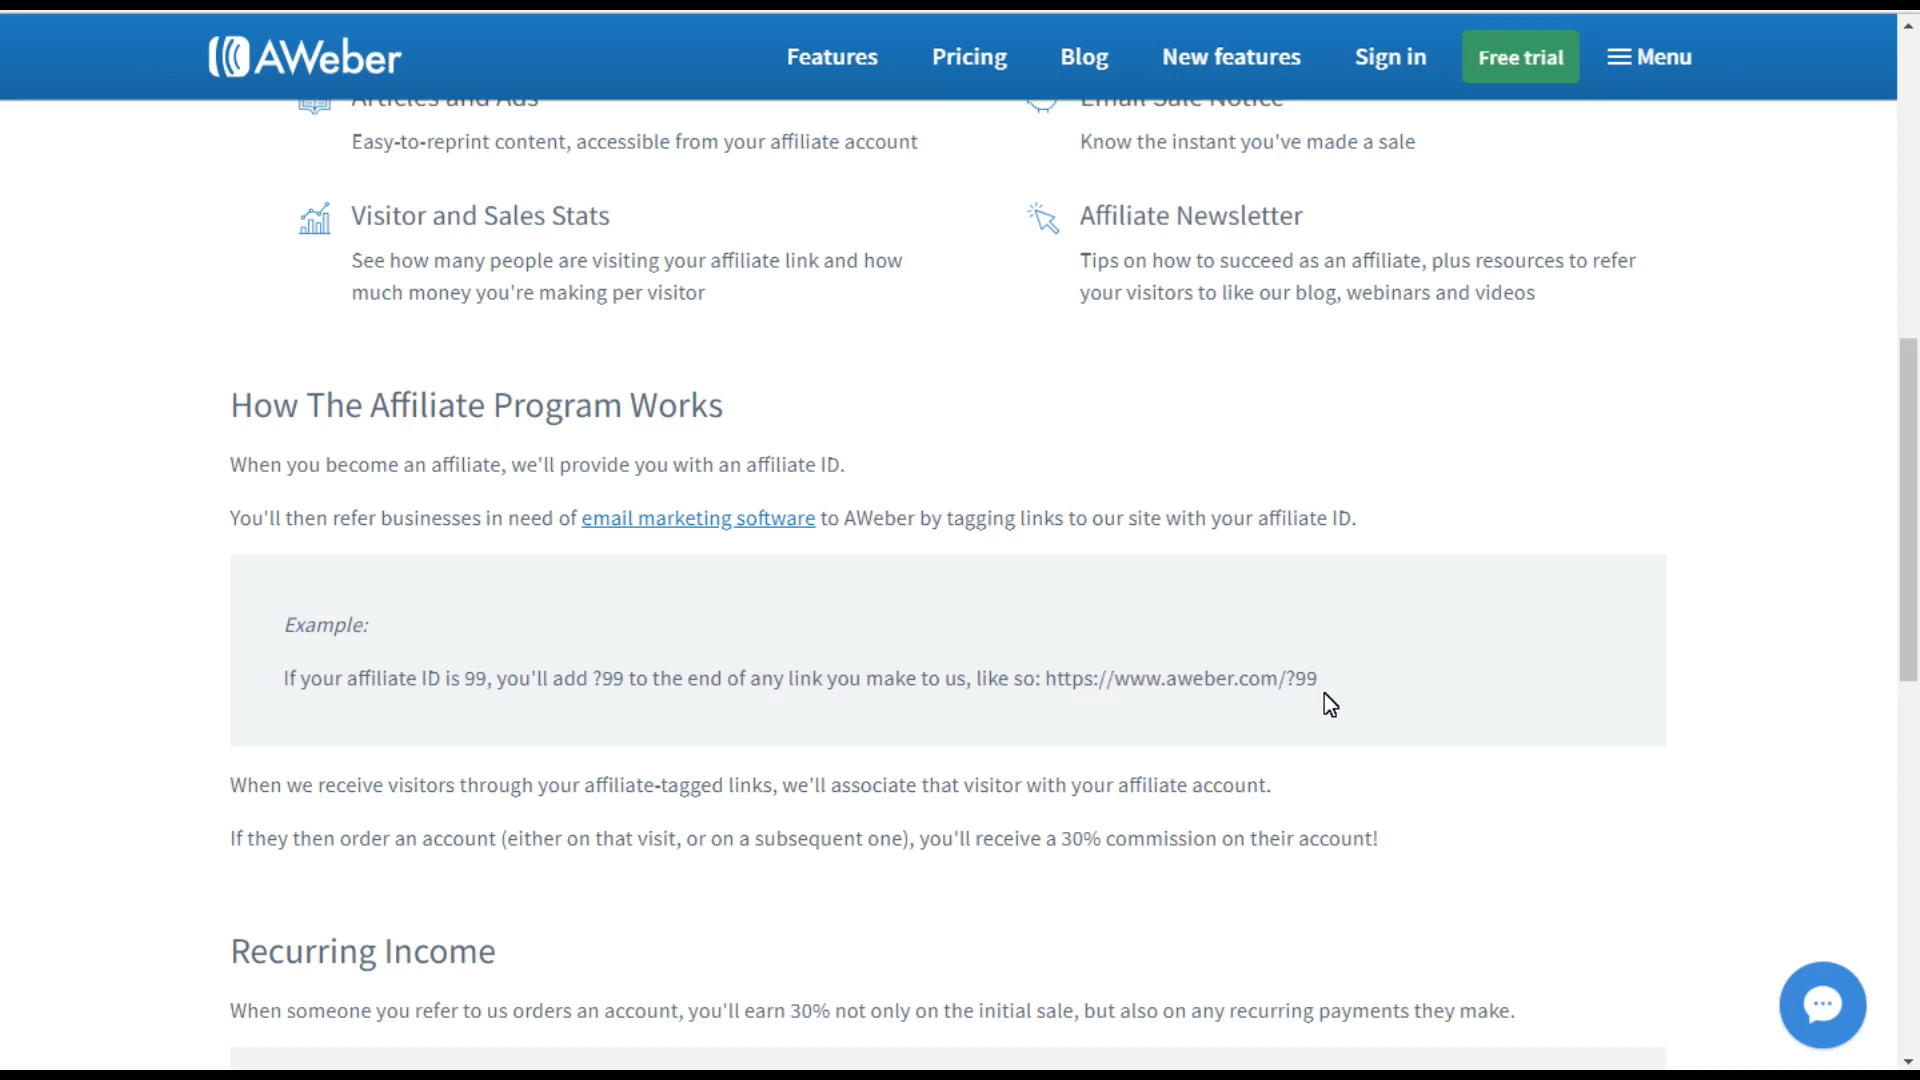 AWeber
Features Pricing Blog New features Sign in Free trial Menu
Articles and Ads
Easy-to-reprint content, accessible from your affiliate account
Email Sale Notice
Know the instant you've made a sale
Visitor and Sales Stats
See how many people are visiting your affiliate link and how
much money you're making per visitor
Affiliate Newsletter
Tips on how to succeed as an affiliate, plus resources to refer
your visitors to like our blog, webinars and videos
How The Affiliate Program Works
When you become an affiliate, we'll provide you with an affiliate ID.
You'll then refer businesses in need of email marketing software to AWeber by tagging links to our site with your affiliate ID.
Example:
If your affiliate ID is 99, you'll add ?99 to the end of any link you make to us, like so: https://www.aweber.com/?99
When we receive visitors through your affiliate-tagged links, we'll associate that visitor with your affiliate account.
If they then order an account (either on that visit, or on a subsequent one), you'll receive a 30% commission on their account!
Recurring Income
When someone you refer to us orders an account, you'll earn 30% not only on the initial sale, but also on any recurring payments they make.